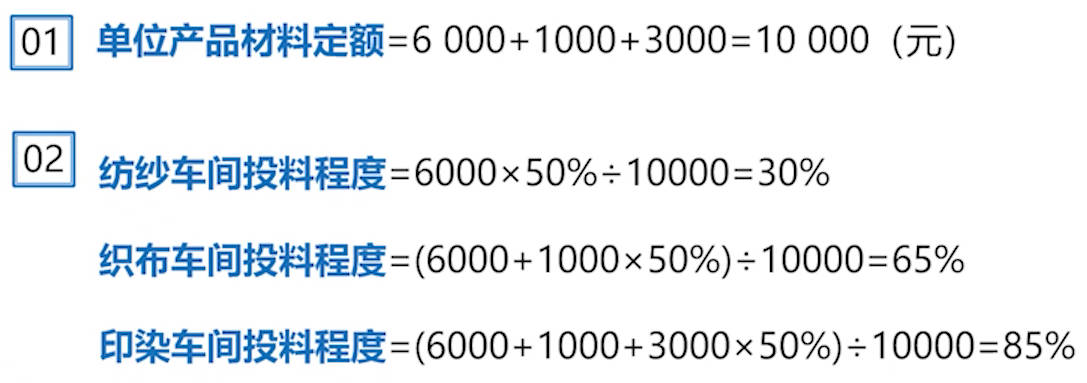 01 单位产品材料定额=6 000+1000+3000=10 000 (元)
02 纺纱车间投料程度=6000×50%÷10000=30%
织布车间投料程度=(6000+1000×50%)÷10000=65%
印染车间投料程度=(6000+1000+3000×50%)÷10000=85%